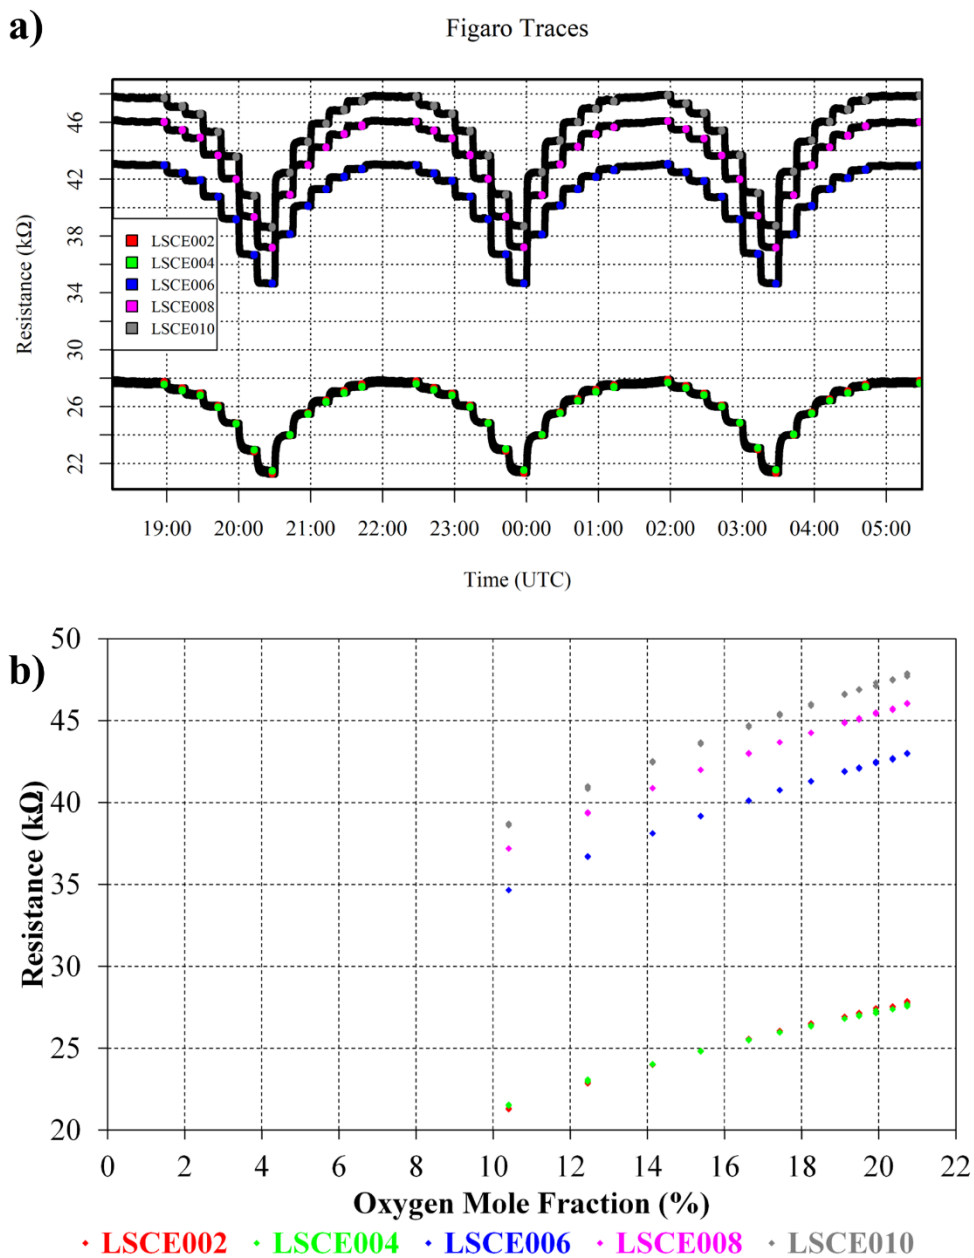 a)
Figaro Traces
Resistance (kΩ)
46
42
38
34
30
26
22
LSCE002
LSCE004
LSCE006
LSCE008
LSCE010
19:00 20:00 21:00 22:00 23:00 00:00 01:00 02:00 03:00 04:00 05:00
Time (UTC)
b)
Resistance (kΩ)
50
45
40
35
30
25
20
0 2 4 6 8 10 12 14 16 18 20 22
Oxygen Mole Fraction (%)
LSCE002 LSCE004 LSCE006 LSCE008 LSCE010